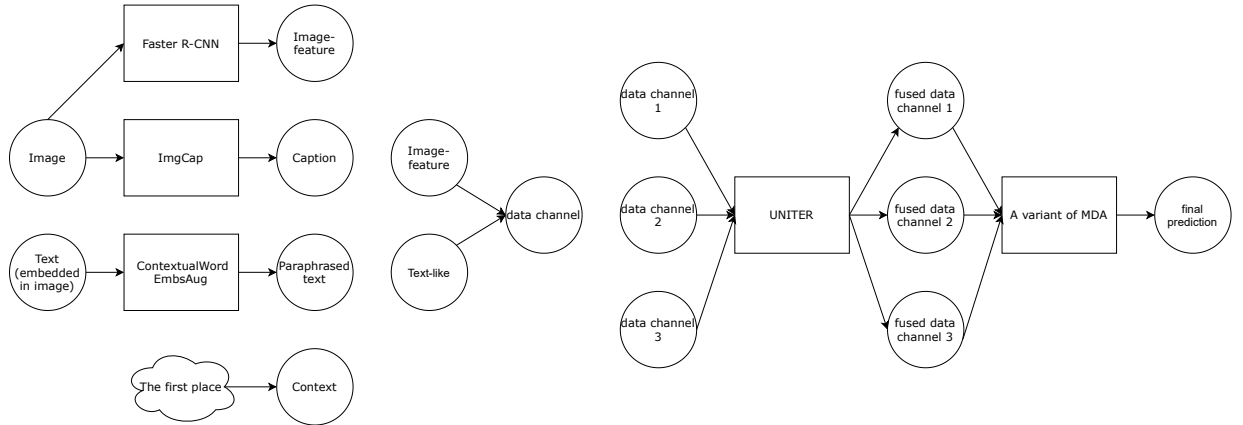 Faster R-CNN
Image-
feature
Image
ImgCap
Caption
Text
(embedded
in image)
ContextualWord
EmbsAug
Paraphrased
text
The first place
Context
Image-
feature
Text-like
data channel
data channel
1
data channel
2
data channel
3
UNITER
fused data
channel 1
fused data
channel 2
fused data
channel 3
A variant of MDA
final
prediction